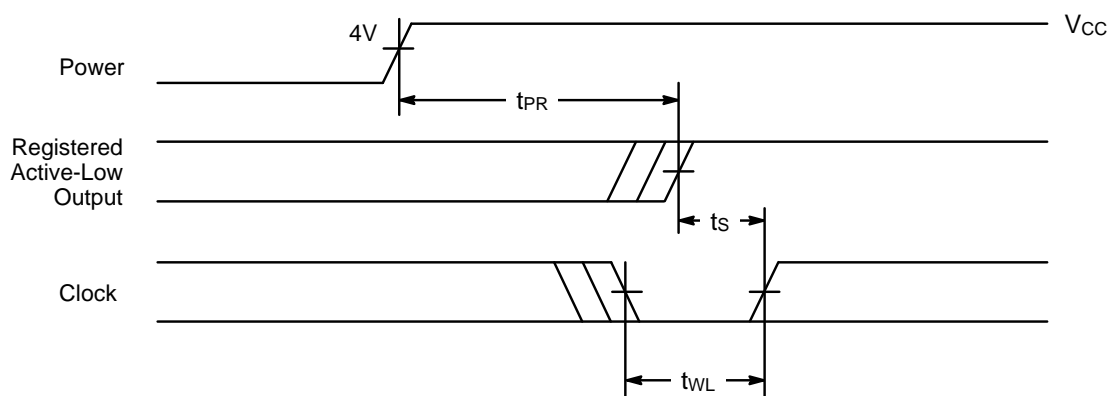 4V
VCC
Power
tPR
Registered
Active-Low
Output
tS
Clock
tWL